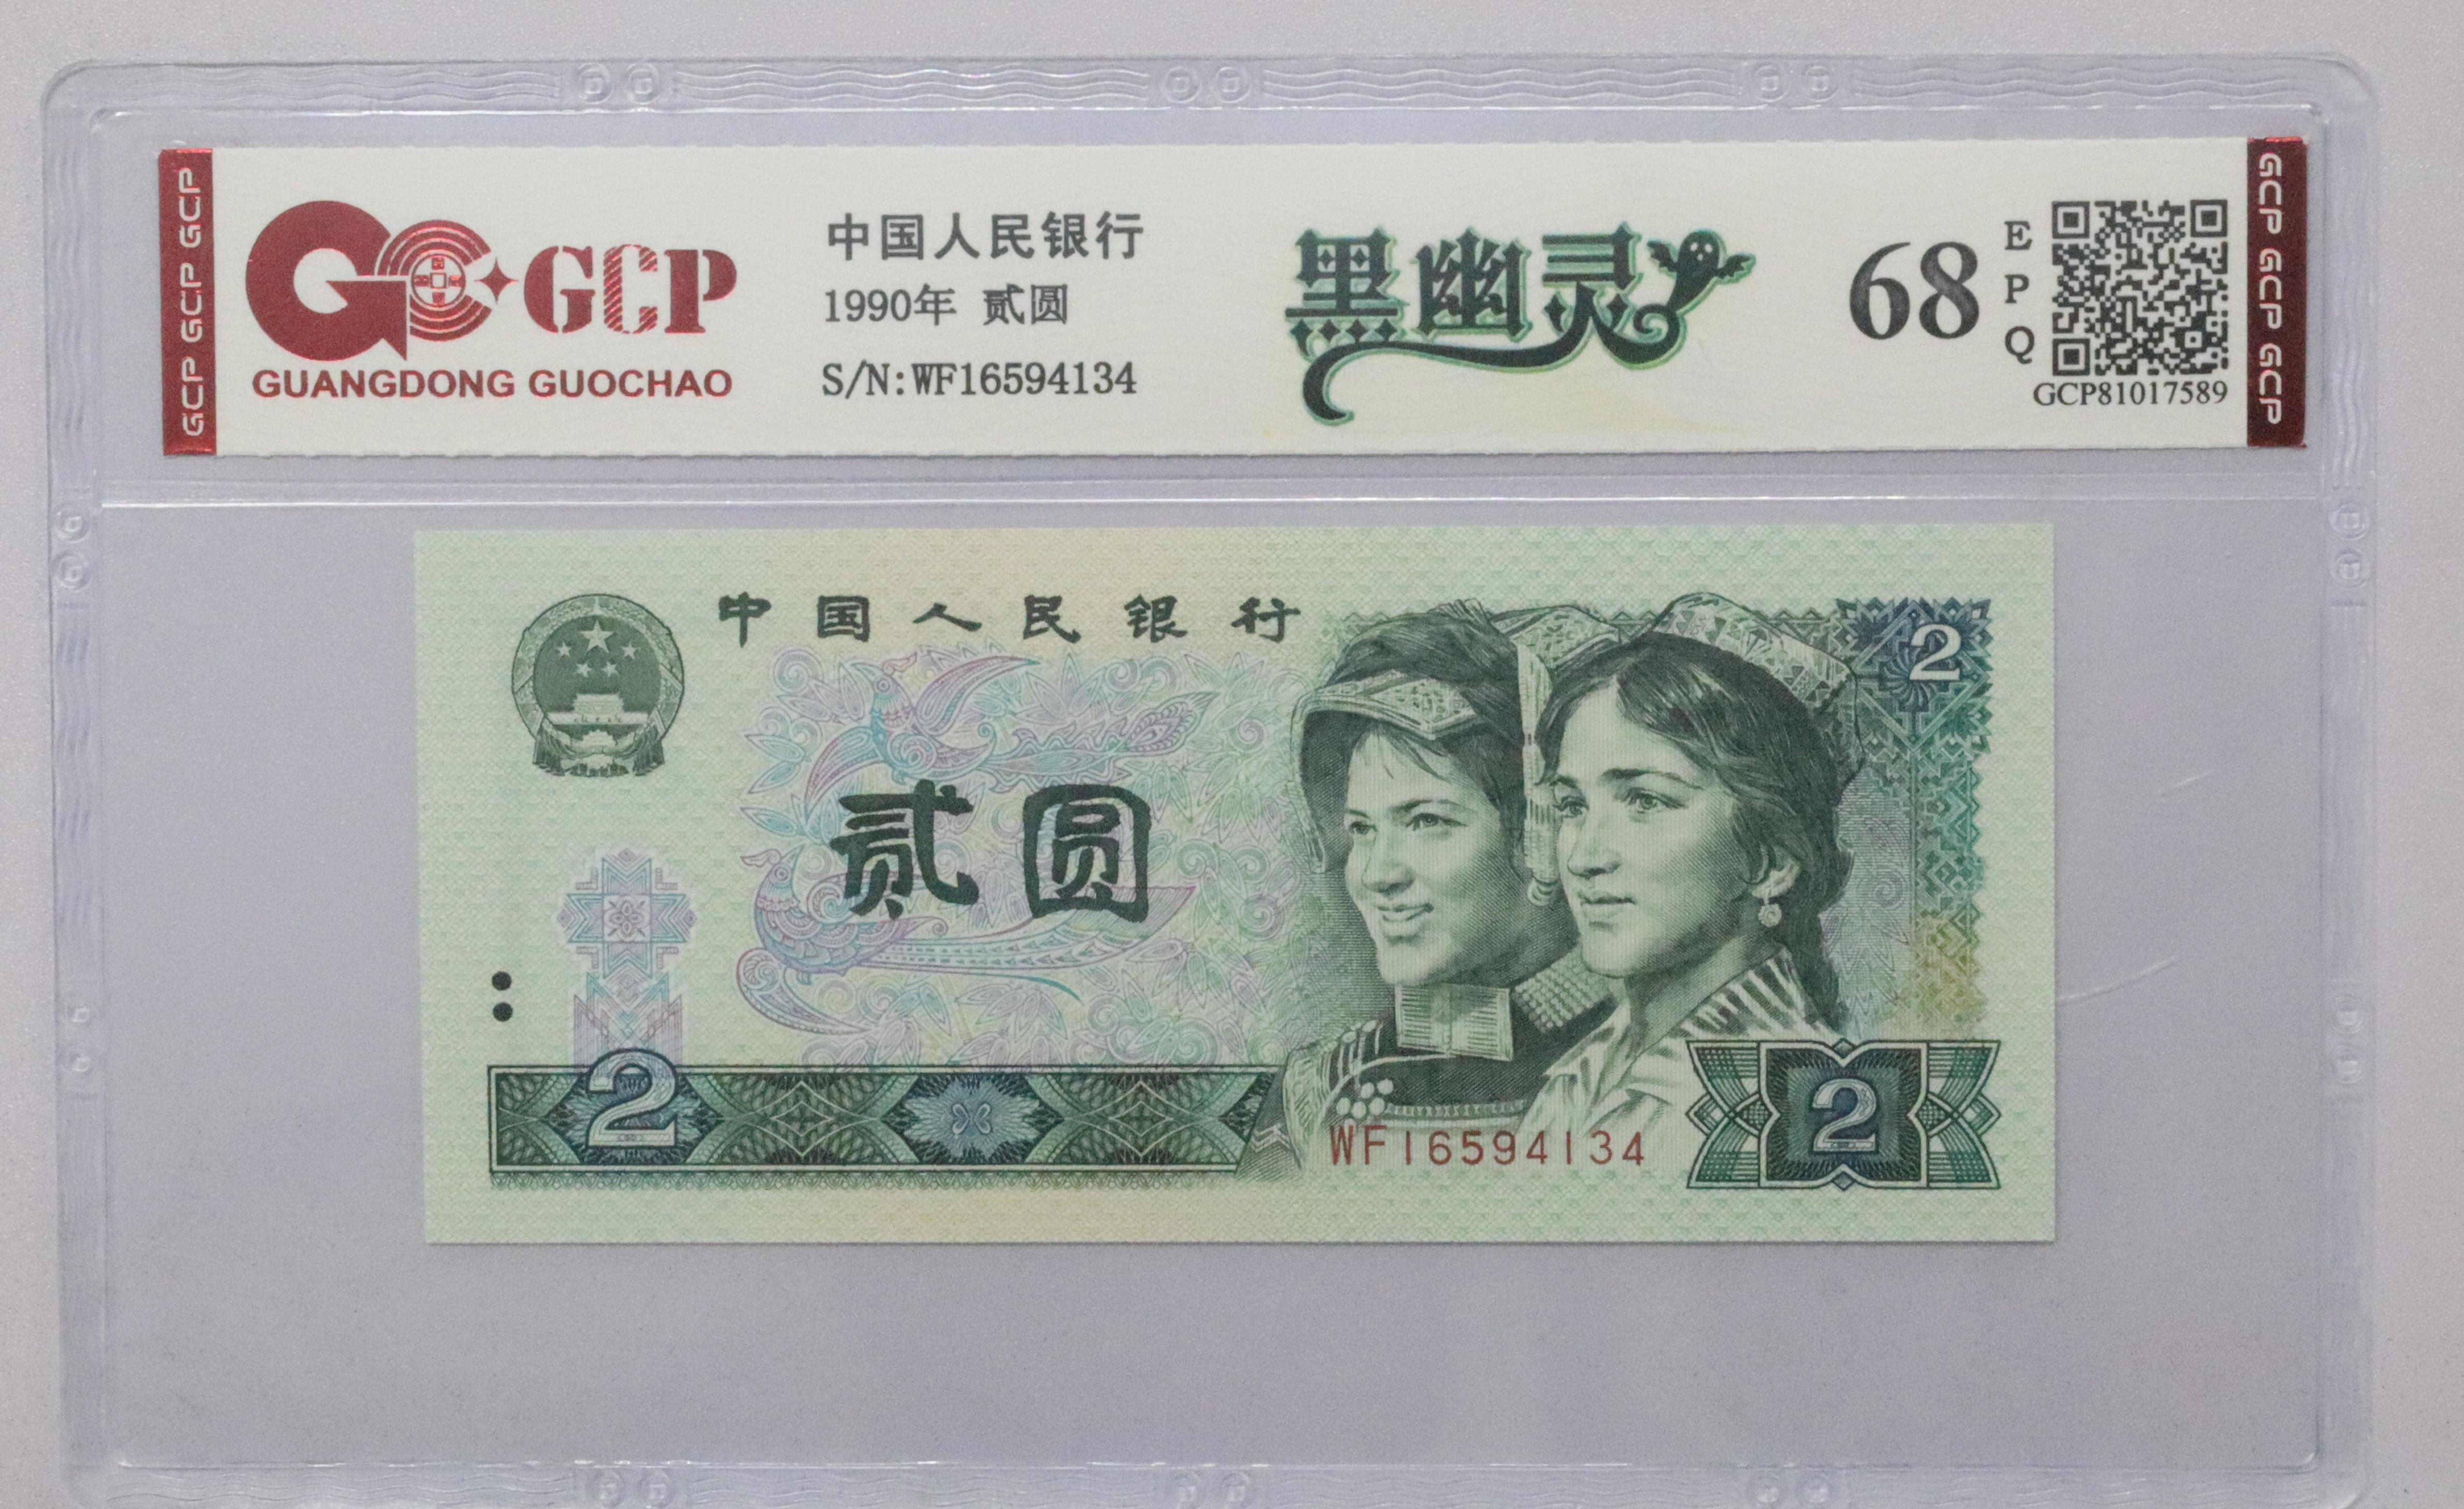 GCP GCP GCP
GCP
GUANGDONG GUOCHAO
中国人民银行
1990年 贰圆
S/N:WF16594134
黑幽灵
68
E
P
Q
GCP81017589
GCP GCP GCP
中国人民银行
2
贰圆
2
WF16594134
2